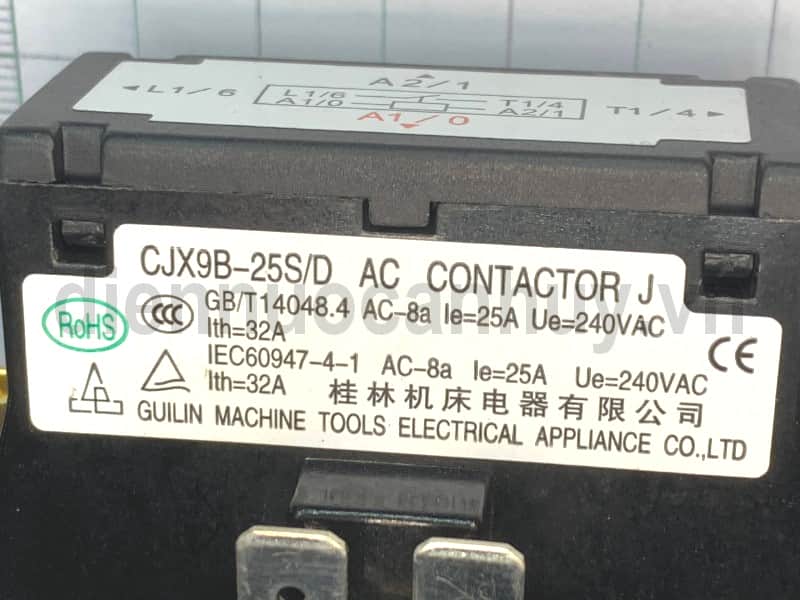 A2/1
◄L1/6
L1/6
T1/4
A1/0
A2/1
T1/4►
A1/0
CJX9B-25S/D AC CONTACTOR J
RoHS
CCC
GB/T14048.4 AC-8a Ie=25A Ue=240VAC
Ith=32A
CE
IEC60947-4-1 AC-8a Ie=25A Ue=240VAC
Ith=32A
桂林机床电器有限公司
GUILIN MACHINE TOOLS ELECTRICAL APPLIANCE CO.,LTD
diennuocanhuy.vn